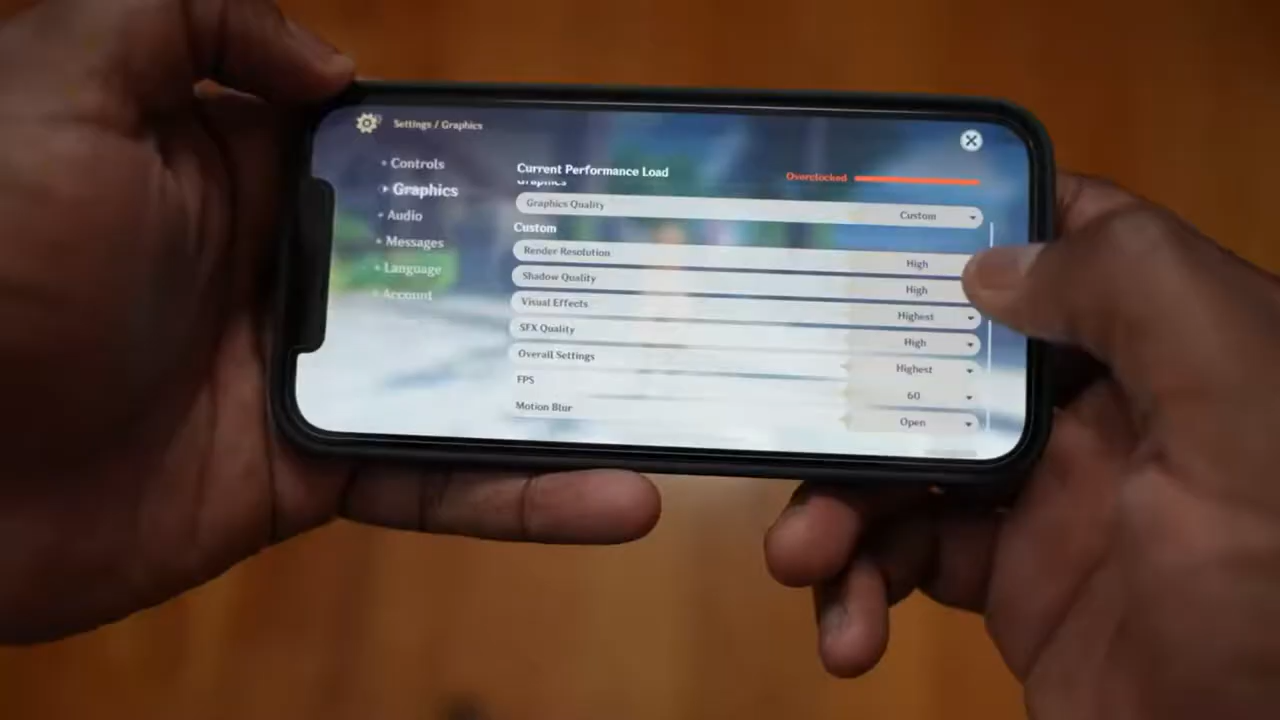 Settings / Graphics
Controls
Graphics
Audio
Messages
Language
Account
Current Performance Load Overclocked
Graphics
Graphics Quality Custom
Custom
Render Resolution High
Shadow Quality High
Visual Effects Highest
SFX Quality High
Overall Settings Highest
FPS 60
Motion Blur Open